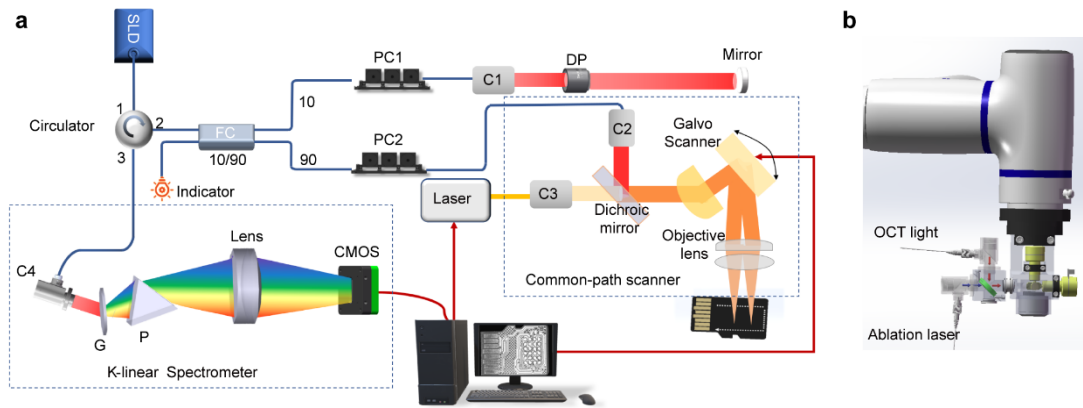 a
b
SLD
PC1
C1
DP
Mirror
Circulator
1
2
3
10
FC
10/90
90
PC2
C2
Galvo
Scanner
Indicator
Laser
C3
Dichroic
mirror
Objective
lens
Common-path scanner
C4
Lens
CMOS
G
P
K-linear Spectrometer
OCT light
Ablation laser